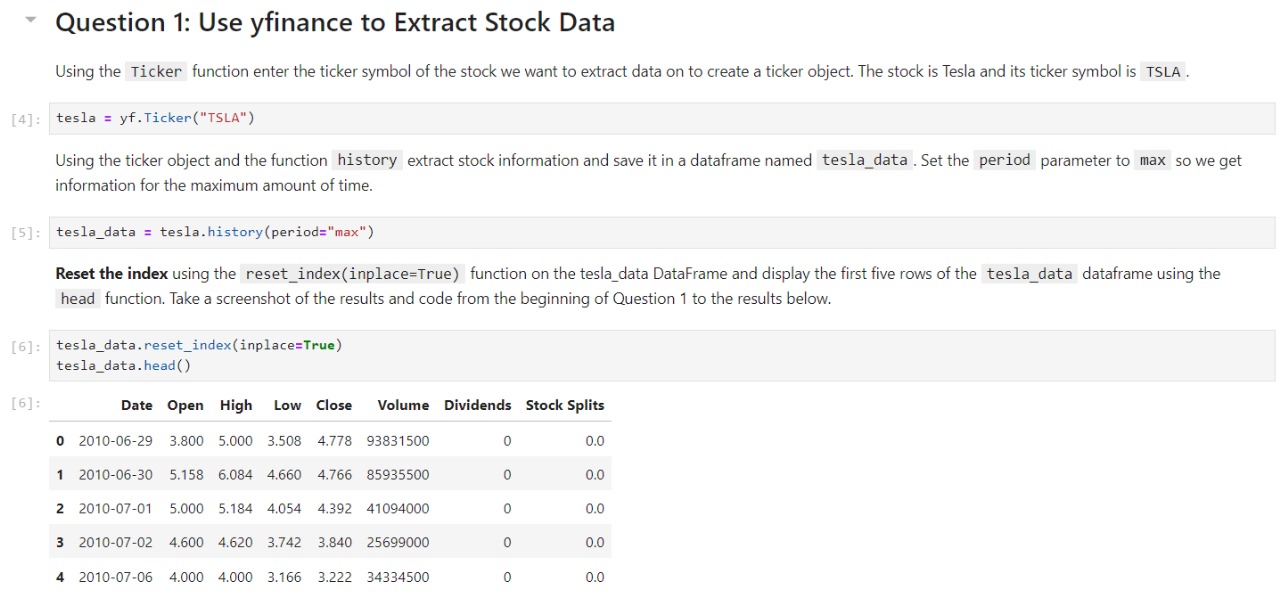 Question 1: Use yfinance to Extract Stock Data
Using the Ticker function enter the ticker symbol of the stock we want to extract data on to create a ticker object. The stock is Tesla and its ticker symbol is TSLA .
[4]: tesla = yf.Ticker("TSLA")
Using the ticker object and the function history extract stock information and save it in a dataframe named tesla_data . Set the period parameter to max so we get
information for the maximum amount of time.
[5]: tesla_data = tesla.history(period="max")
Reset the index using the reset_index(inplace=True) function on the tesla_data DataFrame and display the first five rows of the tesla_data dataframe using the
head function. Take a screenshot of the results and code from the beginning of Question 1 to the results below.
[6]: tesla_data.reset_index(inplace=True)
tesla_data.head()
[6]: Date Open High Low Close Volume Dividends Stock Splits
0 2010-06-29 3.800 5.000 3.508 4.778 93831500 0 0.0
1 2010-06-30 5.158 6.084 4.660 4.766 85935500 0 0.0
2 2010-07-01 5.000 5.184 4.054 4.392 41094000 0 0.0
3 2010-07-02 4.600 4.620 3.742 3.840 25699000 0 0.0
4 2010-07-06 4.000 4.000 3.166 3.222 34334500 0 0.0